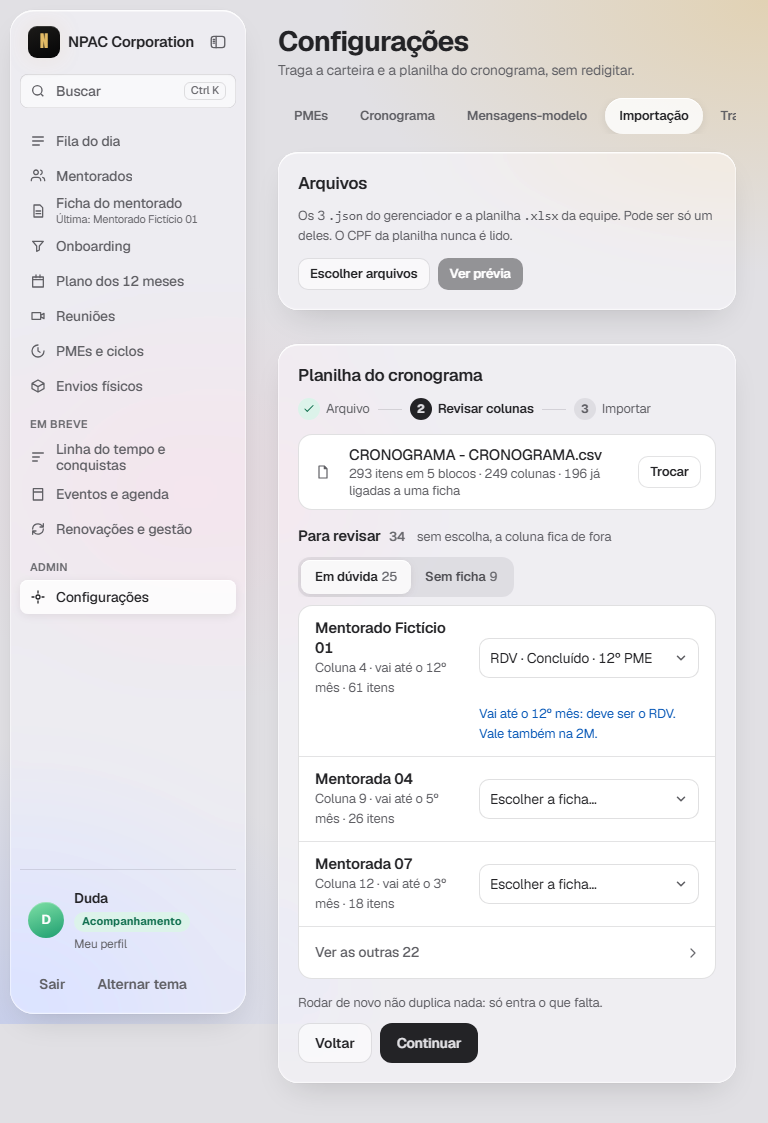 N
NPAC Corporation
Buscar
Ctrl K
Fila do dia
Mentorados
Ficha do mentorado
Última: Mentorado Fictício 01
Onboarding
Plano dos 12 meses
Reuniões
PMEs e ciclos
Envios físicos
EM BREVE
Linha do tempo e
conquistas
Eventos e agenda
Renovações e gestão
ADMIN
Configurações
D
Duda
Acompanhamento
Meu perfil
Sair
Alternar tema
Configurações
Traga a carteira e a planilha do cronograma, sem redigitar.
PMEs
Cronograma
Mensagens-modelo
Importação
Arquivos
Os 3 .json do gerenciador e a planilha .xlsx da equipe. Pode ser só um
deles. O CPF da planilha nunca é lido.
Escolher arquivos
Ver prévia
Planilha do cronograma
Arquivo
2 Revisar colunas
3 Importar
CRONOGRAMA - CRONOGRAMA.csv
293 itens em 5 blocos · 249 colunas · 196 já
ligadas a uma ficha
Trocar
Para revisar 34 sem escolha, a coluna fica de fora
Em dúvida 25
Sem ficha 9
Mentorado Fictício
01
Coluna 4 · vai até o 12º
mês · 61 itens
RDV · Concluído · 12º PME
Vai até o 12º mês: deve ser o RDV.
Vale também na 2M.
Mentorada 04
Coluna 9 · vai até o 5º
mês · 26 itens
Escolher a ficha...
Mentorada 07
Coluna 12 · vai até o 3º
mês · 18 itens
Escolher a ficha...
Ver as outras 22
Rodar de novo não duplica nada: só entra o que falta.
Voltar
Continuar